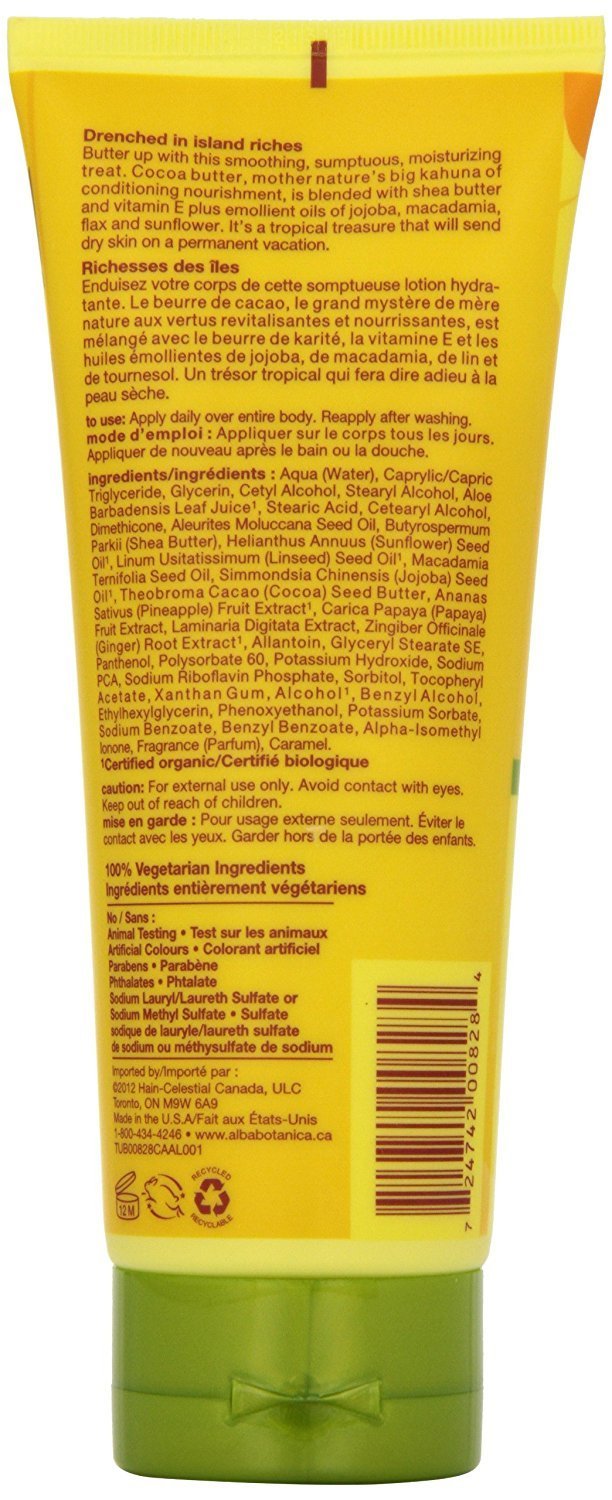 Drenched in island riches
Butter up with this smoothing, sumptuous, moisturizing
treat. Cocoa butter, mother nature's big kahuna of
conditioning nourishment, is blended with shea butter
and vitamin E plus emollient oils of jojoba, macadamia,
flax and sunflower. It's a tropical treasure that will send
dry skin on a permanent vacation.
Richesses des îles
Enduisez votre corps de cette somptueuse lotion hydra-
tante. Le beurre de cacao, le grand mystère de mère
nature aux vertus revitalisantes et nourrissantes, est
mélangé avec le beurre de karité, la vitamine E et les
huiles émollientes de jojoba, de macadamia, de lin et
de tournesol. Un trésor tropical qui fera dire adieu à la
peau sèche.
to use: Apply daily over entire body. Reapply after washing.
mode d'emploi : Appliquer sur le corps tous les jours.
Appliquer de nouveau après le bain ou la douche.
ingredients/ingrédients : Aqua (Water), Caprylic/Capric
Triglyceride, Glycerin, Cetyl Alcohol, Stearyl Alcohol, Aloe
Barbadensis Leaf Juice¹, Stearic Acid, Cetearyl Alcohol,
Dimethicone, Aleurites Moluccana Seed Oil, Butyrospermum
Parkii (Shea Butter), Helianthus Annuus (Sunflower) Seed
Oil¹, Linum Usitatissimum (Linseed) Seed Oil¹, Macadamia
Ternifolia Seed Oil, Simmondsia Chinensis (Jojoba) Seed
Oil¹, Theobroma Cacao (Cocoa) Seed Butter, Ananas
Sativus (Pineapple) Fruit Extract¹, Carica Papaya (Papaya)
Fruit Extract, Laminaria Digitata Extract, Zingiber Officinale
(Ginger) Root Extract¹, Allantoin, Glyceryl Stearate SE,
Panthenol, Polysorbate 60, Potassium Hydroxide, Sodium
PCA, Sodium Riboflavin Phosphate, Sorbitol, Tocopheryl
Acetate, Xanthan Gum, Alcohol¹, Benzyl Alcohol,
Ethylhexylglycerin, Phenoxyethanol, Potassium Sorbate,
Sodium Benzoate, Benzyl Benzoate, Alpha-Isomethyl
Ionone, Fragrance (Parfum), Caramel.
¹Certified organic/Certifié biologique
caution: For external use only. Avoid contact with eyes.
Keep out of reach of children.
mise en garde : Pour usage externe seulement. Éviter le
contact avec les yeux. Garder hors de la portée des enfants.
100% Vegetarian Ingredients
Ingrédients entièrement végétariens
No / Sans :
Animal Testing • Test sur les animaux
Artificial Colours • Colorant artificiel
Parabens • Parabène
Phthalates • Phtalate
Sodium Lauryl/Laureth Sulfate or
Sodium Methyl Sulfate • Sulfate
sodique de lauryle/laureth sulfate
de sodium ou méthysulfate de sodium
Imported by/Importé par :
©2012 Hain-Celestial Canada, ULC
Toronto, ON M9W 6A9
Made in the U.S.A/Fait aux États-Unis
1-800-434-4246 • www.albabotanica.ca
TUB00828CAAL001
12 M
RECYCLED
RECYCLABLE
7 24742 00828 4